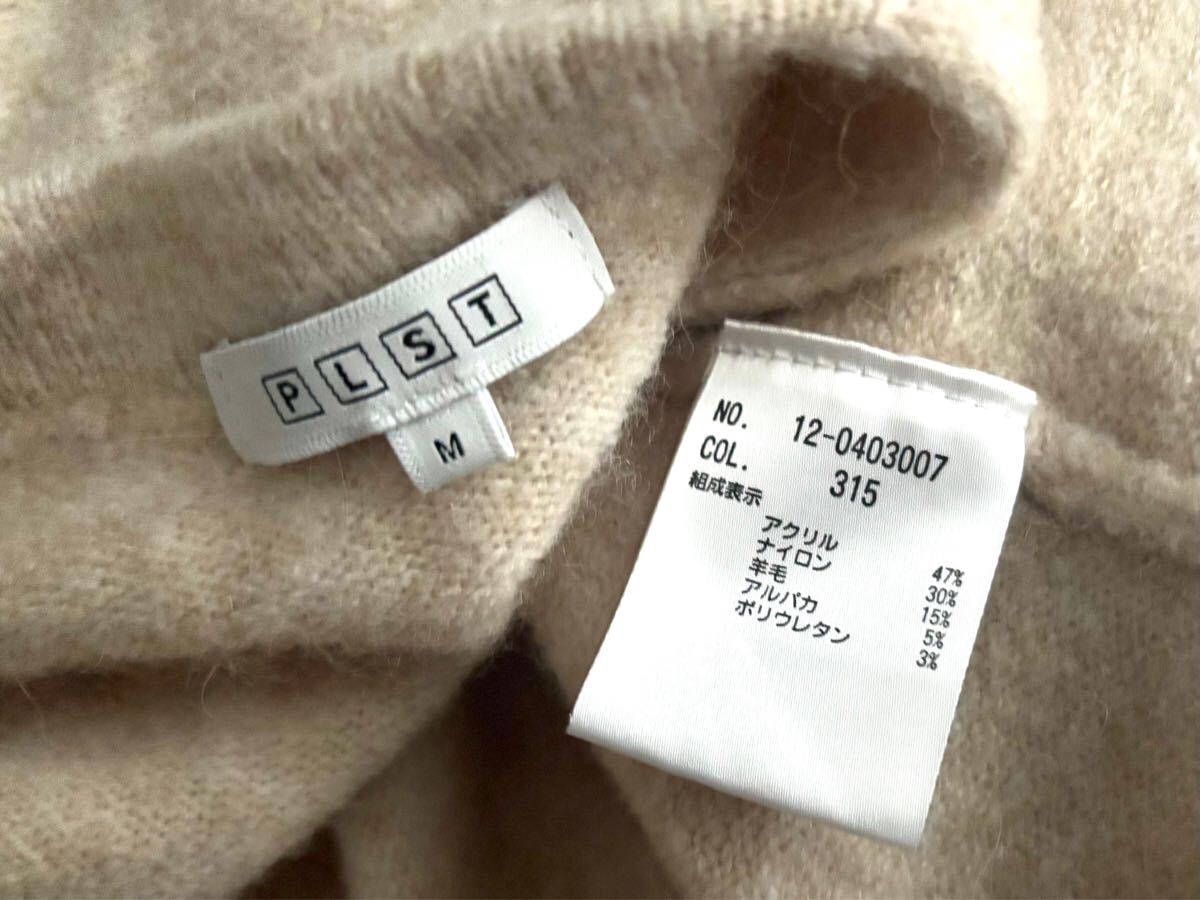 PLST
M
NO. 12-0403007
COL. 315
組成表示
アクリル 47%
ナイロン 30%
羊毛 15%
アルパカ 5%
ポリウレタン 3%